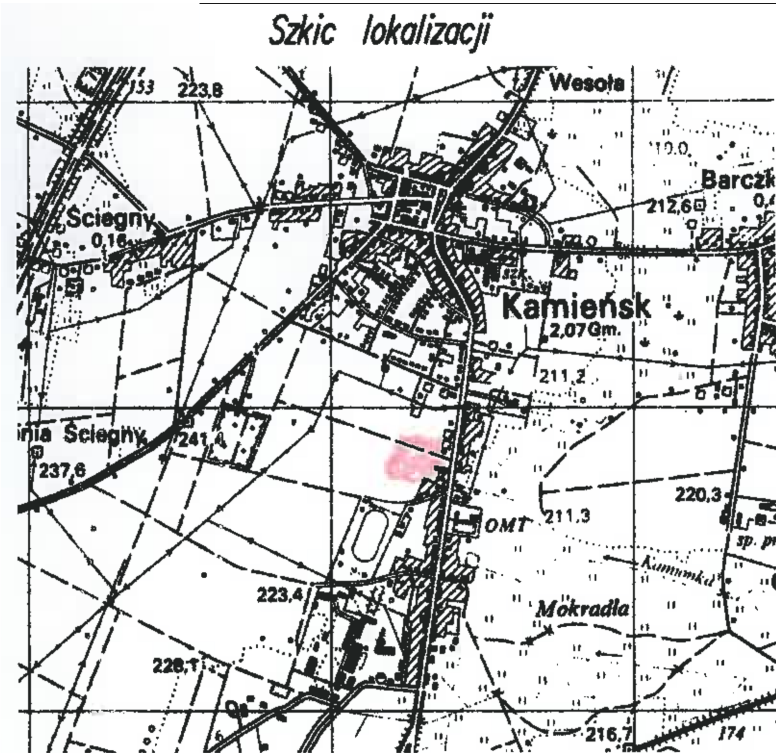 Szkic lokalizacji
153
223,8
Wesoła
Barczk
212,6
Ściegny
0,16
Kamieńsk
2,07 Gm.
211,2
nia Ściegny
241,4
237,6
220,3
211,3
OMT
sp. pr
Kamionka
223,4
Mokradła
228,1
216,7
174